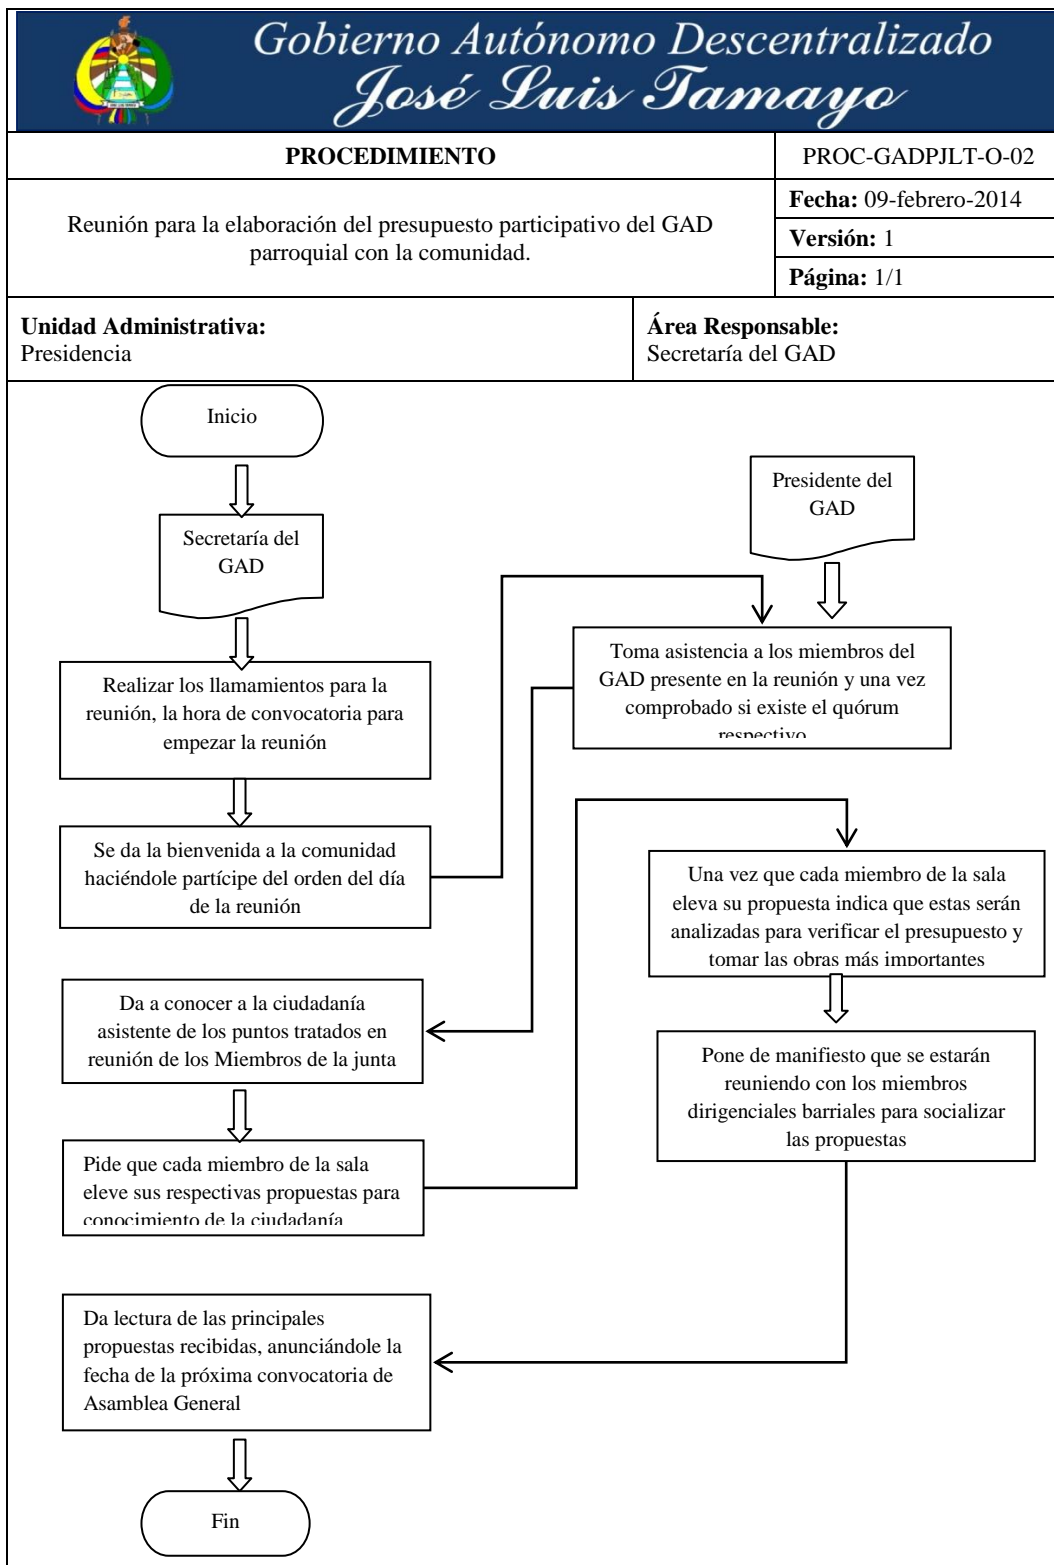 Gobierno Autónomo Descentralizado
José Luis Tamayo
PROCEDIMIENTO
PROC-GADPJLT-O-02
Reunión para la elaboración del presupuesto participativo del GAD
parroquial con la comunidad.
Fecha: 09-febrero-2014
Versión: 1
Página: 1/1
Unidad Administrativa:
Presidencia
Área Responsable:
Secretaría del GAD
Inicio
Secretaría del
GAD
Realizar los llamamientos para la
reunión, la hora de convocatoria para
empezar la reunión
Se da la bienvenida a la comunidad
haciéndole partícipe del orden del día
de la reunión
Presidente del
GAD
Toma asistencia a los miembros del
GAD presente en la reunión y una vez
comprobado si existe el quórum
respectivo
Da a conocer a la ciudadanía
asistente de los puntos tratados en
reunión de los Miembros de la junta
Pide que cada miembro de la sala
eleve sus respectivas propuestas para
conocimiento de la ciudadanía
Una vez que cada miembro de la sala
eleva su propuesta indica que estas serán
analizadas para verificar el presupuesto y
tomar las obras más importantes
Pone de manifiesto que se estarán
reuniendo con los miembros
dirigenciales barriales para socializar
las propuestas
Da lectura de las principales
propuestas recibidas, anunciándole la
fecha de la próxima convocatoria de
Asamblea General
Fin